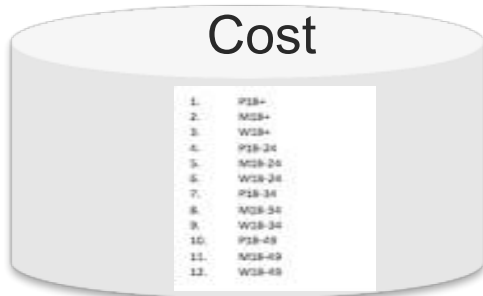 Cost
1. P18+
2. M18+
3. W18+
4. P18-24
5. M18-24
6. W18-24
7. P18-34
8. M18-34
9. W18-34
10. P18-49
11. M18-49
12. W18-49